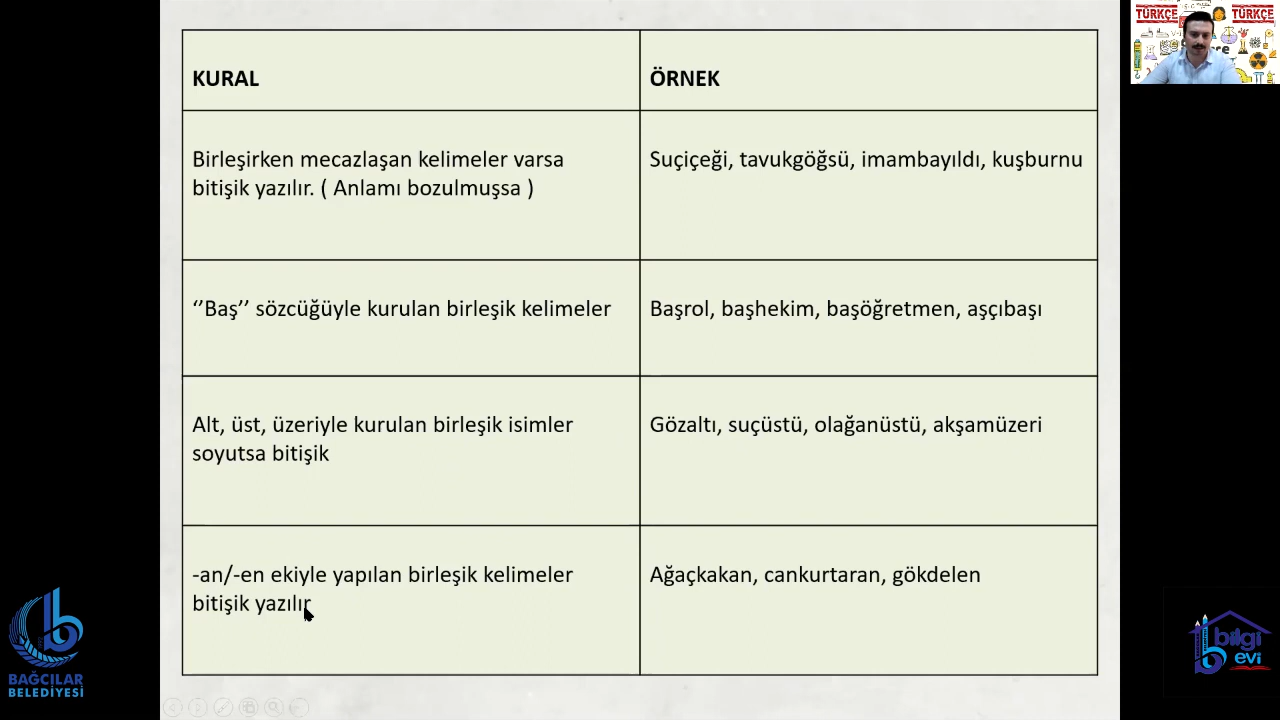 TÜRKÇE
TÜRKÇE
KURAL
ÖRNEK
Birleşirken mecazlaşan kelimeler varsa
bitişik yazılır. ( Anlamı bozulmuşsa )
Suçiçeği, tavukgöğsü, imambayıldı, kuşburnu
‘’Baş’’ sözcüğüyle kurulan birleşik kelimeler
Başrol, başhekim, başöğretmen, aşçıbaşı
Alt, üst, üzeriyle kurulan birleşik isimler
soyutsa bitişik
Gözaltı, suçüstü, olağanüstü, akşamüzeri
-an/-en ekiyle yapılan birleşik kelimeler
bitişik yazılır
Ağaçkakan, cankurtaran, gökdelen
BAĞCILAR
BELEDİYESİ
bilgi
evi